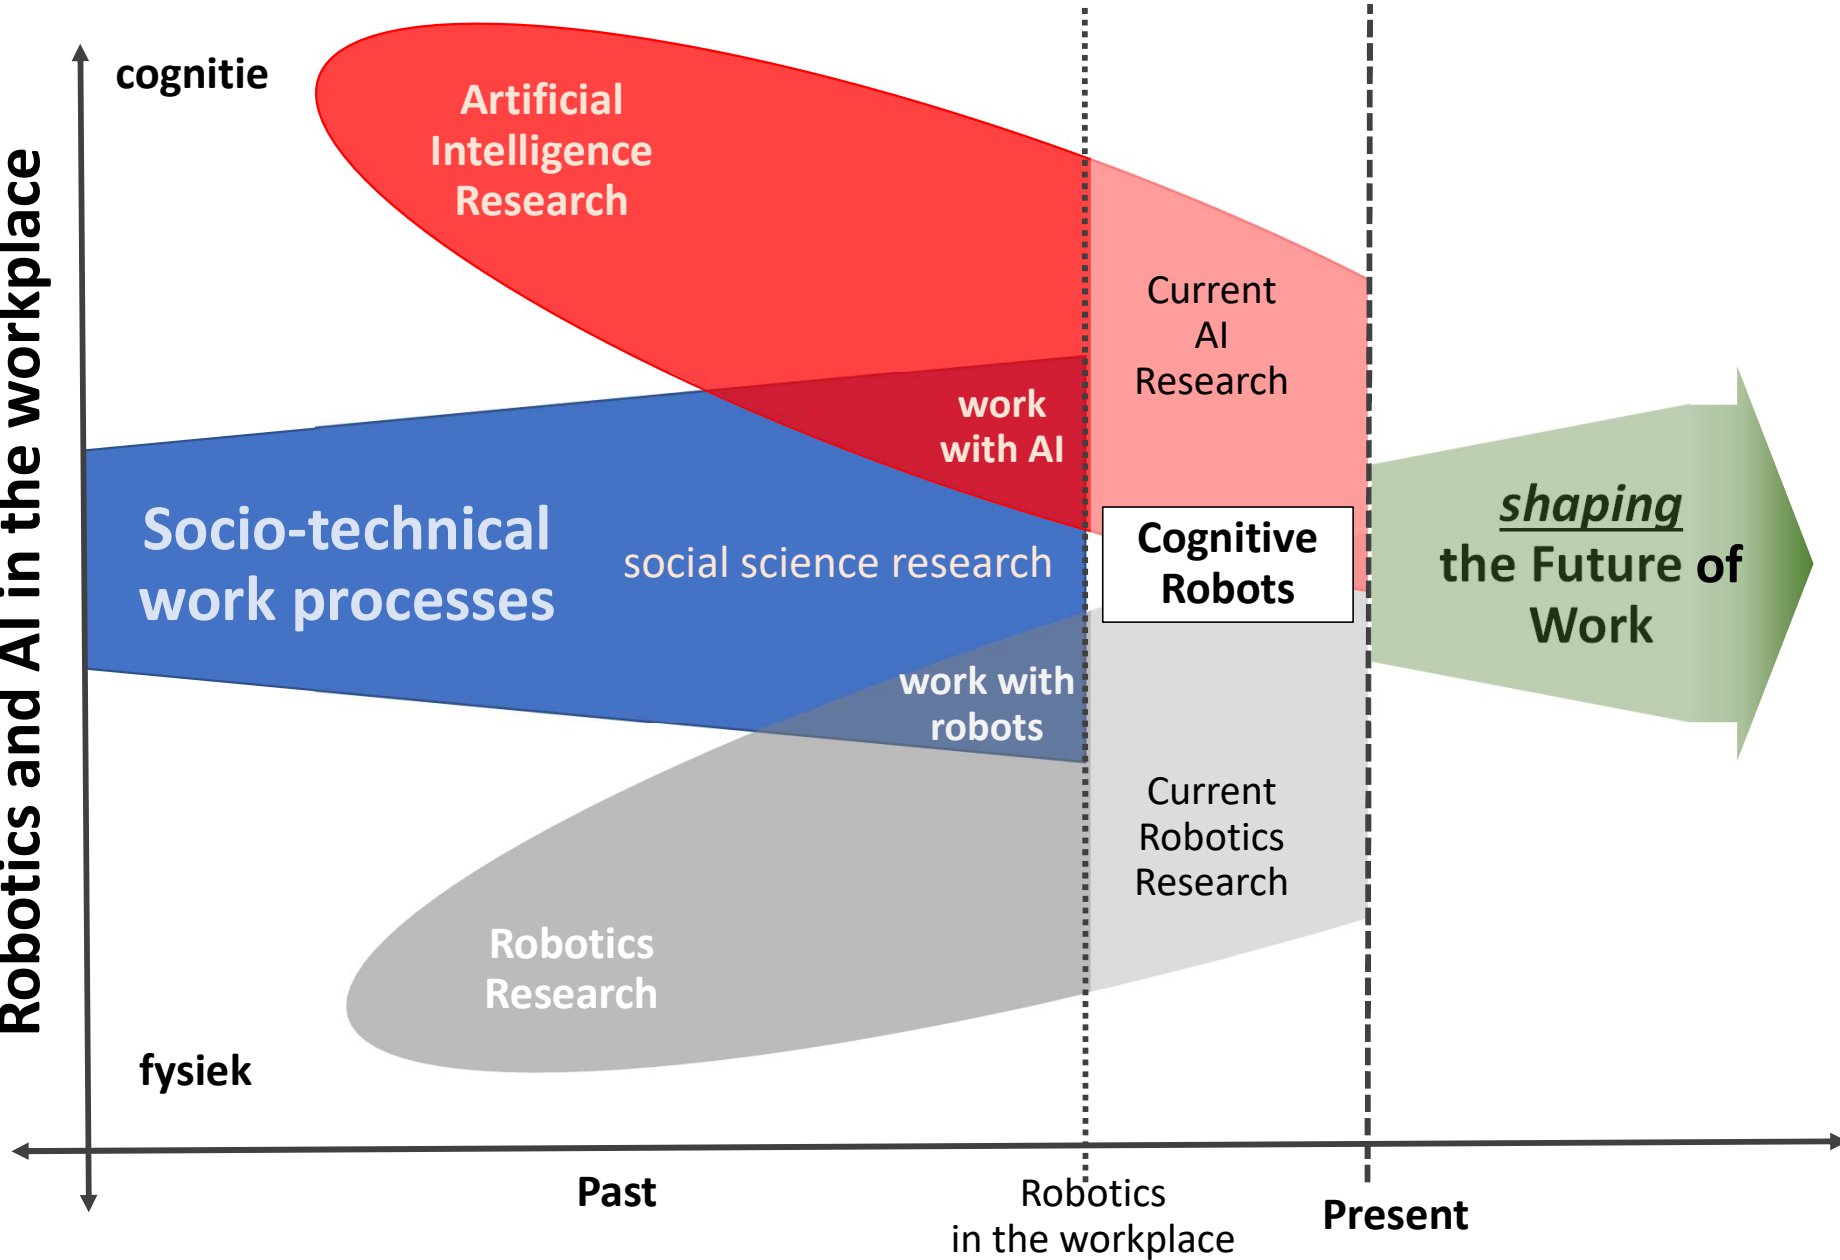 Robotics and AI in the workplace
cognitie
Artificial
Intelligence
Research
Current
AI
Research
work
with AI
Socio-technical
work processes
social science research
Cognitive
Robots
shaping
the Future of
Work
work with
robots
Current
Robotics
Research
Robotics
Research
fysiek
Past
Robotics
in the workplace
Present